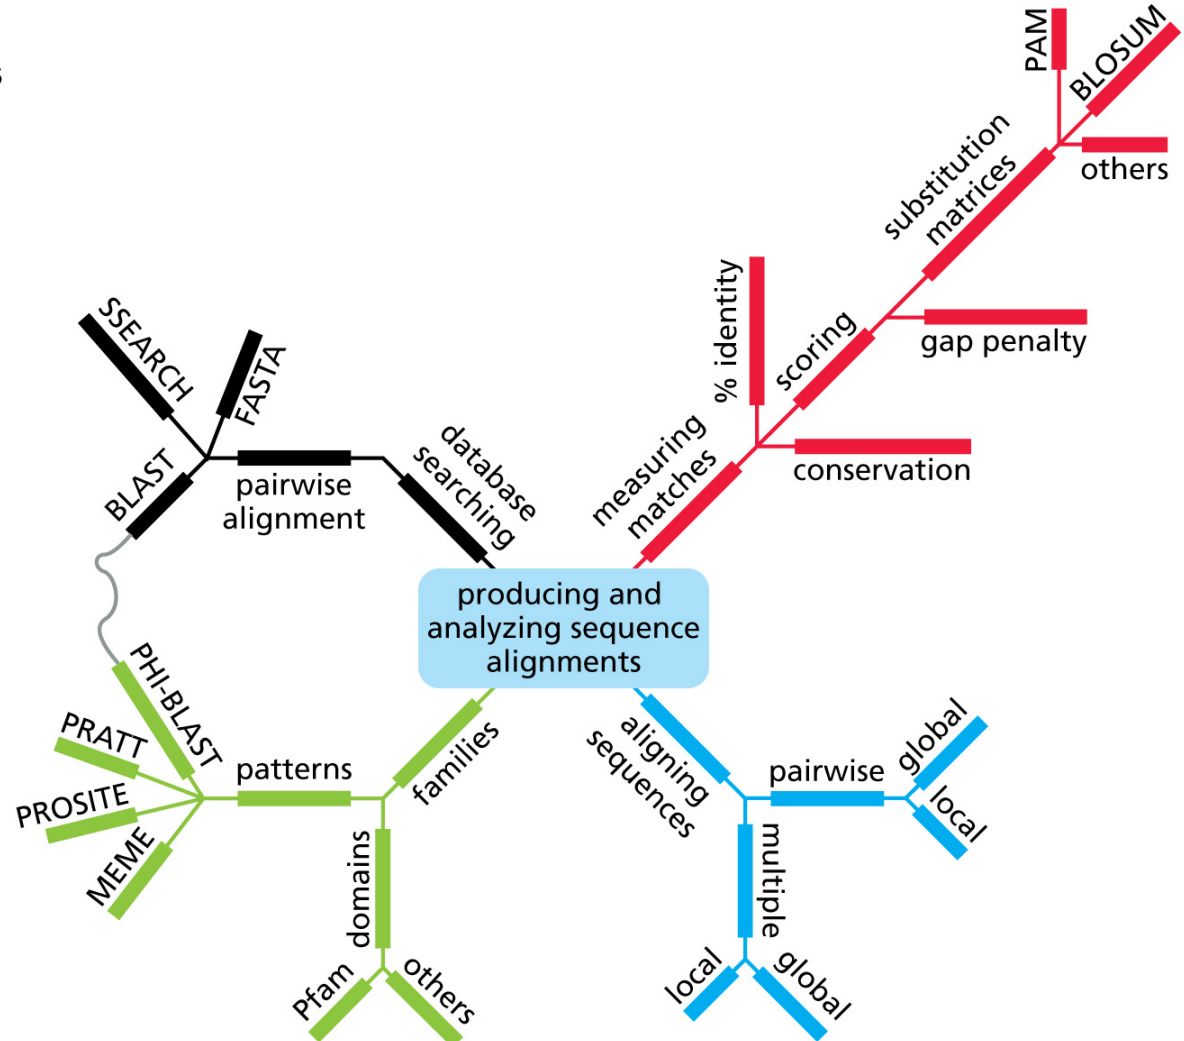 s
PAM
BLOSUM
others
substitution
matrices
gap penalty
% identity
scoring
conservation
measuring
matches
SSEARCH
FASTA
BLAST
pairwise
alignment
database
searching
producing and
analyzing sequence
alignments
PHI-BLAST
PRATT
PROSITE
MEME
patterns
families
domains
Pfam
others
aligning
sequences
pairwise
global
local
multiple
local
global